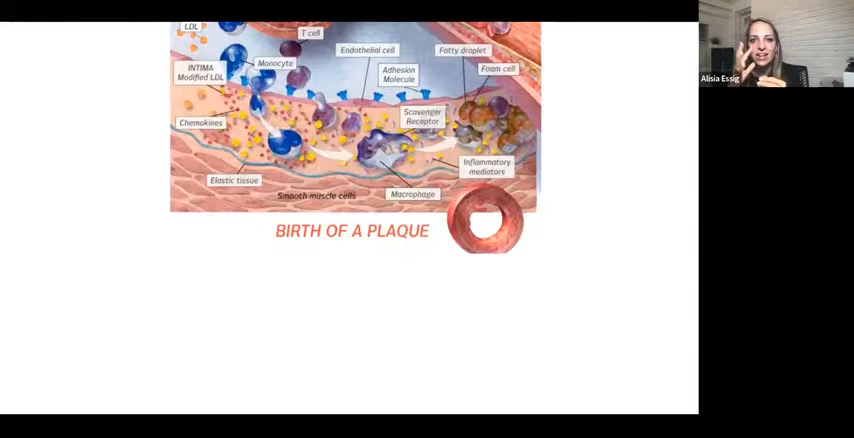 LDL
T cell
Endothelial cell
Fatty droplet
Monocyte
INTIMA
Modified LDL
Adhesion
Molecule
Foam cell
Alisia Essig
Chemokines
Scavenger
Receptor
Inflammatory
mediators
Elastic tissue
Smooth muscle cells
Macrophage
BIRTH OF A PLAQUE